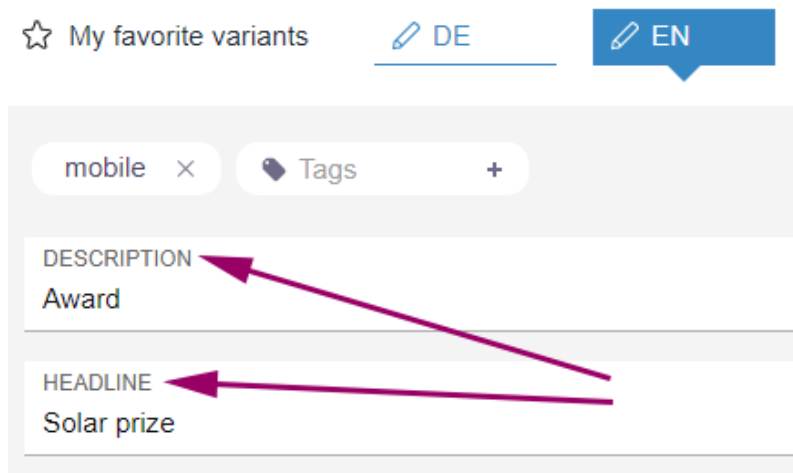 My favorite variants DE EN
mobile Tags
DESCRIPTION
Award
HEADLINE
Solar prize